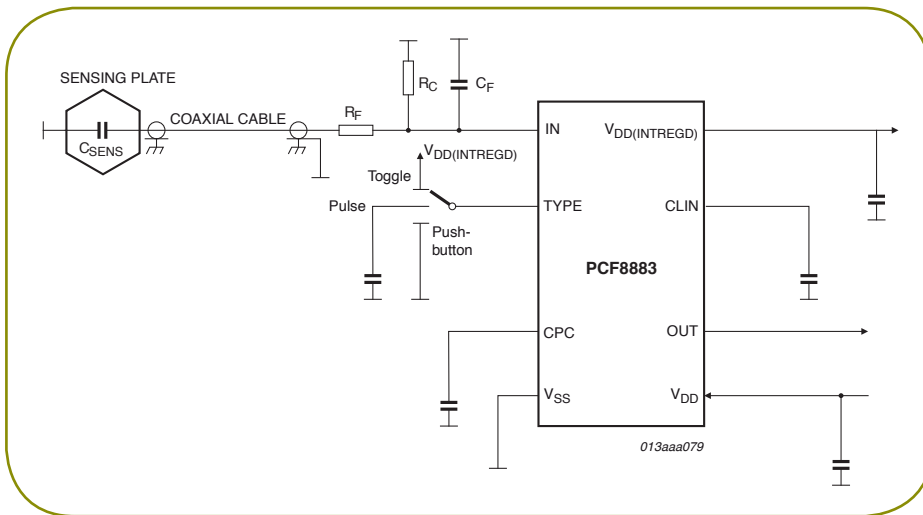 SENSING PLATE
C_SENS
COAXIAL CABLE
R_F
R_C
C_F
V_DD(INTREGD)
Toggle
Pulse
Push-
button
IN
TYPE
CPC
V_SS
PCF8883
V_DD(INTREGD)
CLIN
OUT
V_DD
013aaa079